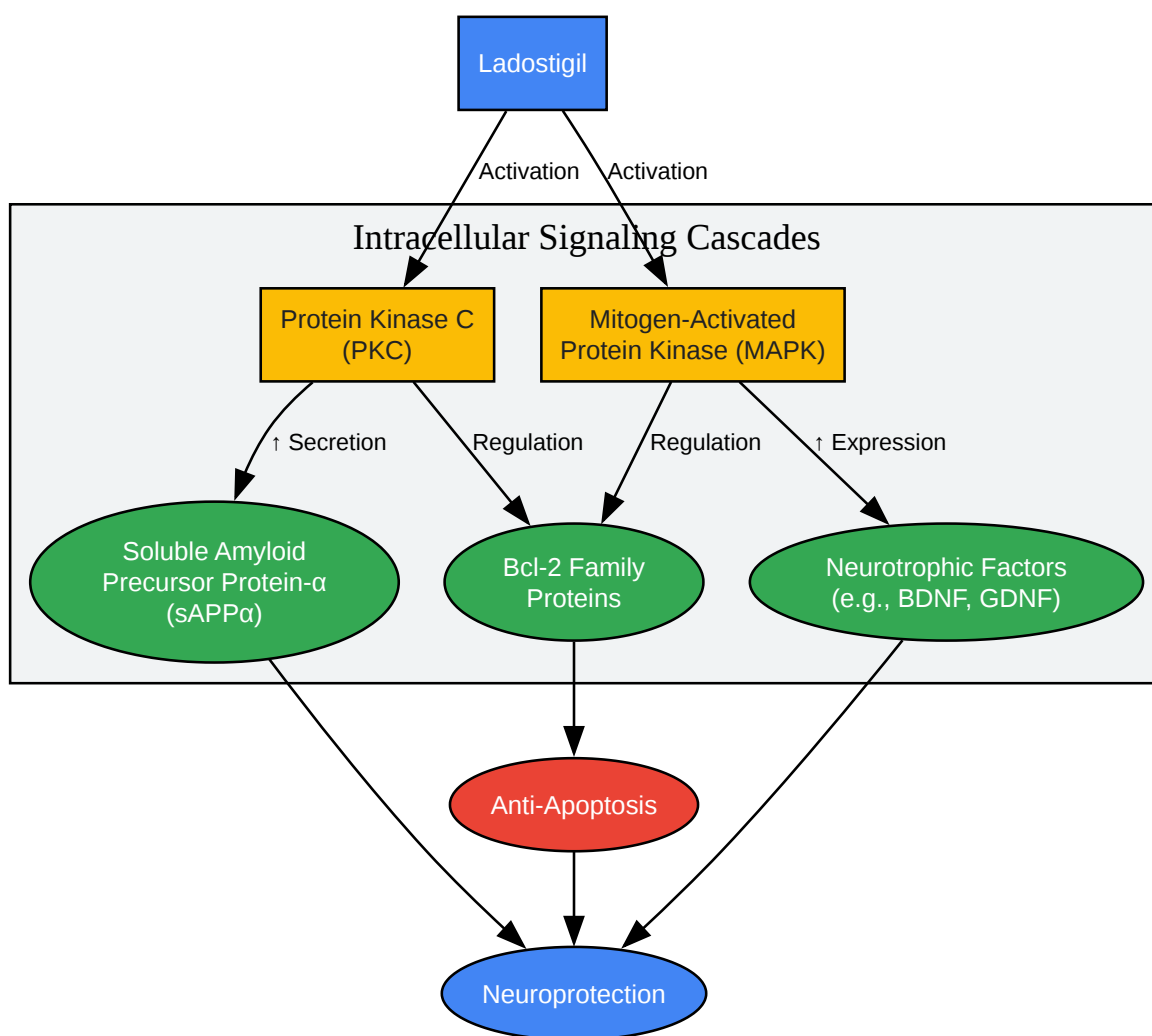 Ladostigil
Activation
Activation
Intracellular Signaling Cascades
Protein Kinase C
(PKC)
Mitogen-Activated
Protein Kinase (MAPK)
↑ Secretion
Regulation
Regulation
↑ Expression
Soluble Amyloid
Precursor Protein-α
(sAPPα)
Bcl-2 Family
Proteins
Neurotrophic Factors
(e.g., BDNF, GDNF)
Anti-Apoptosis
Neuroprotection